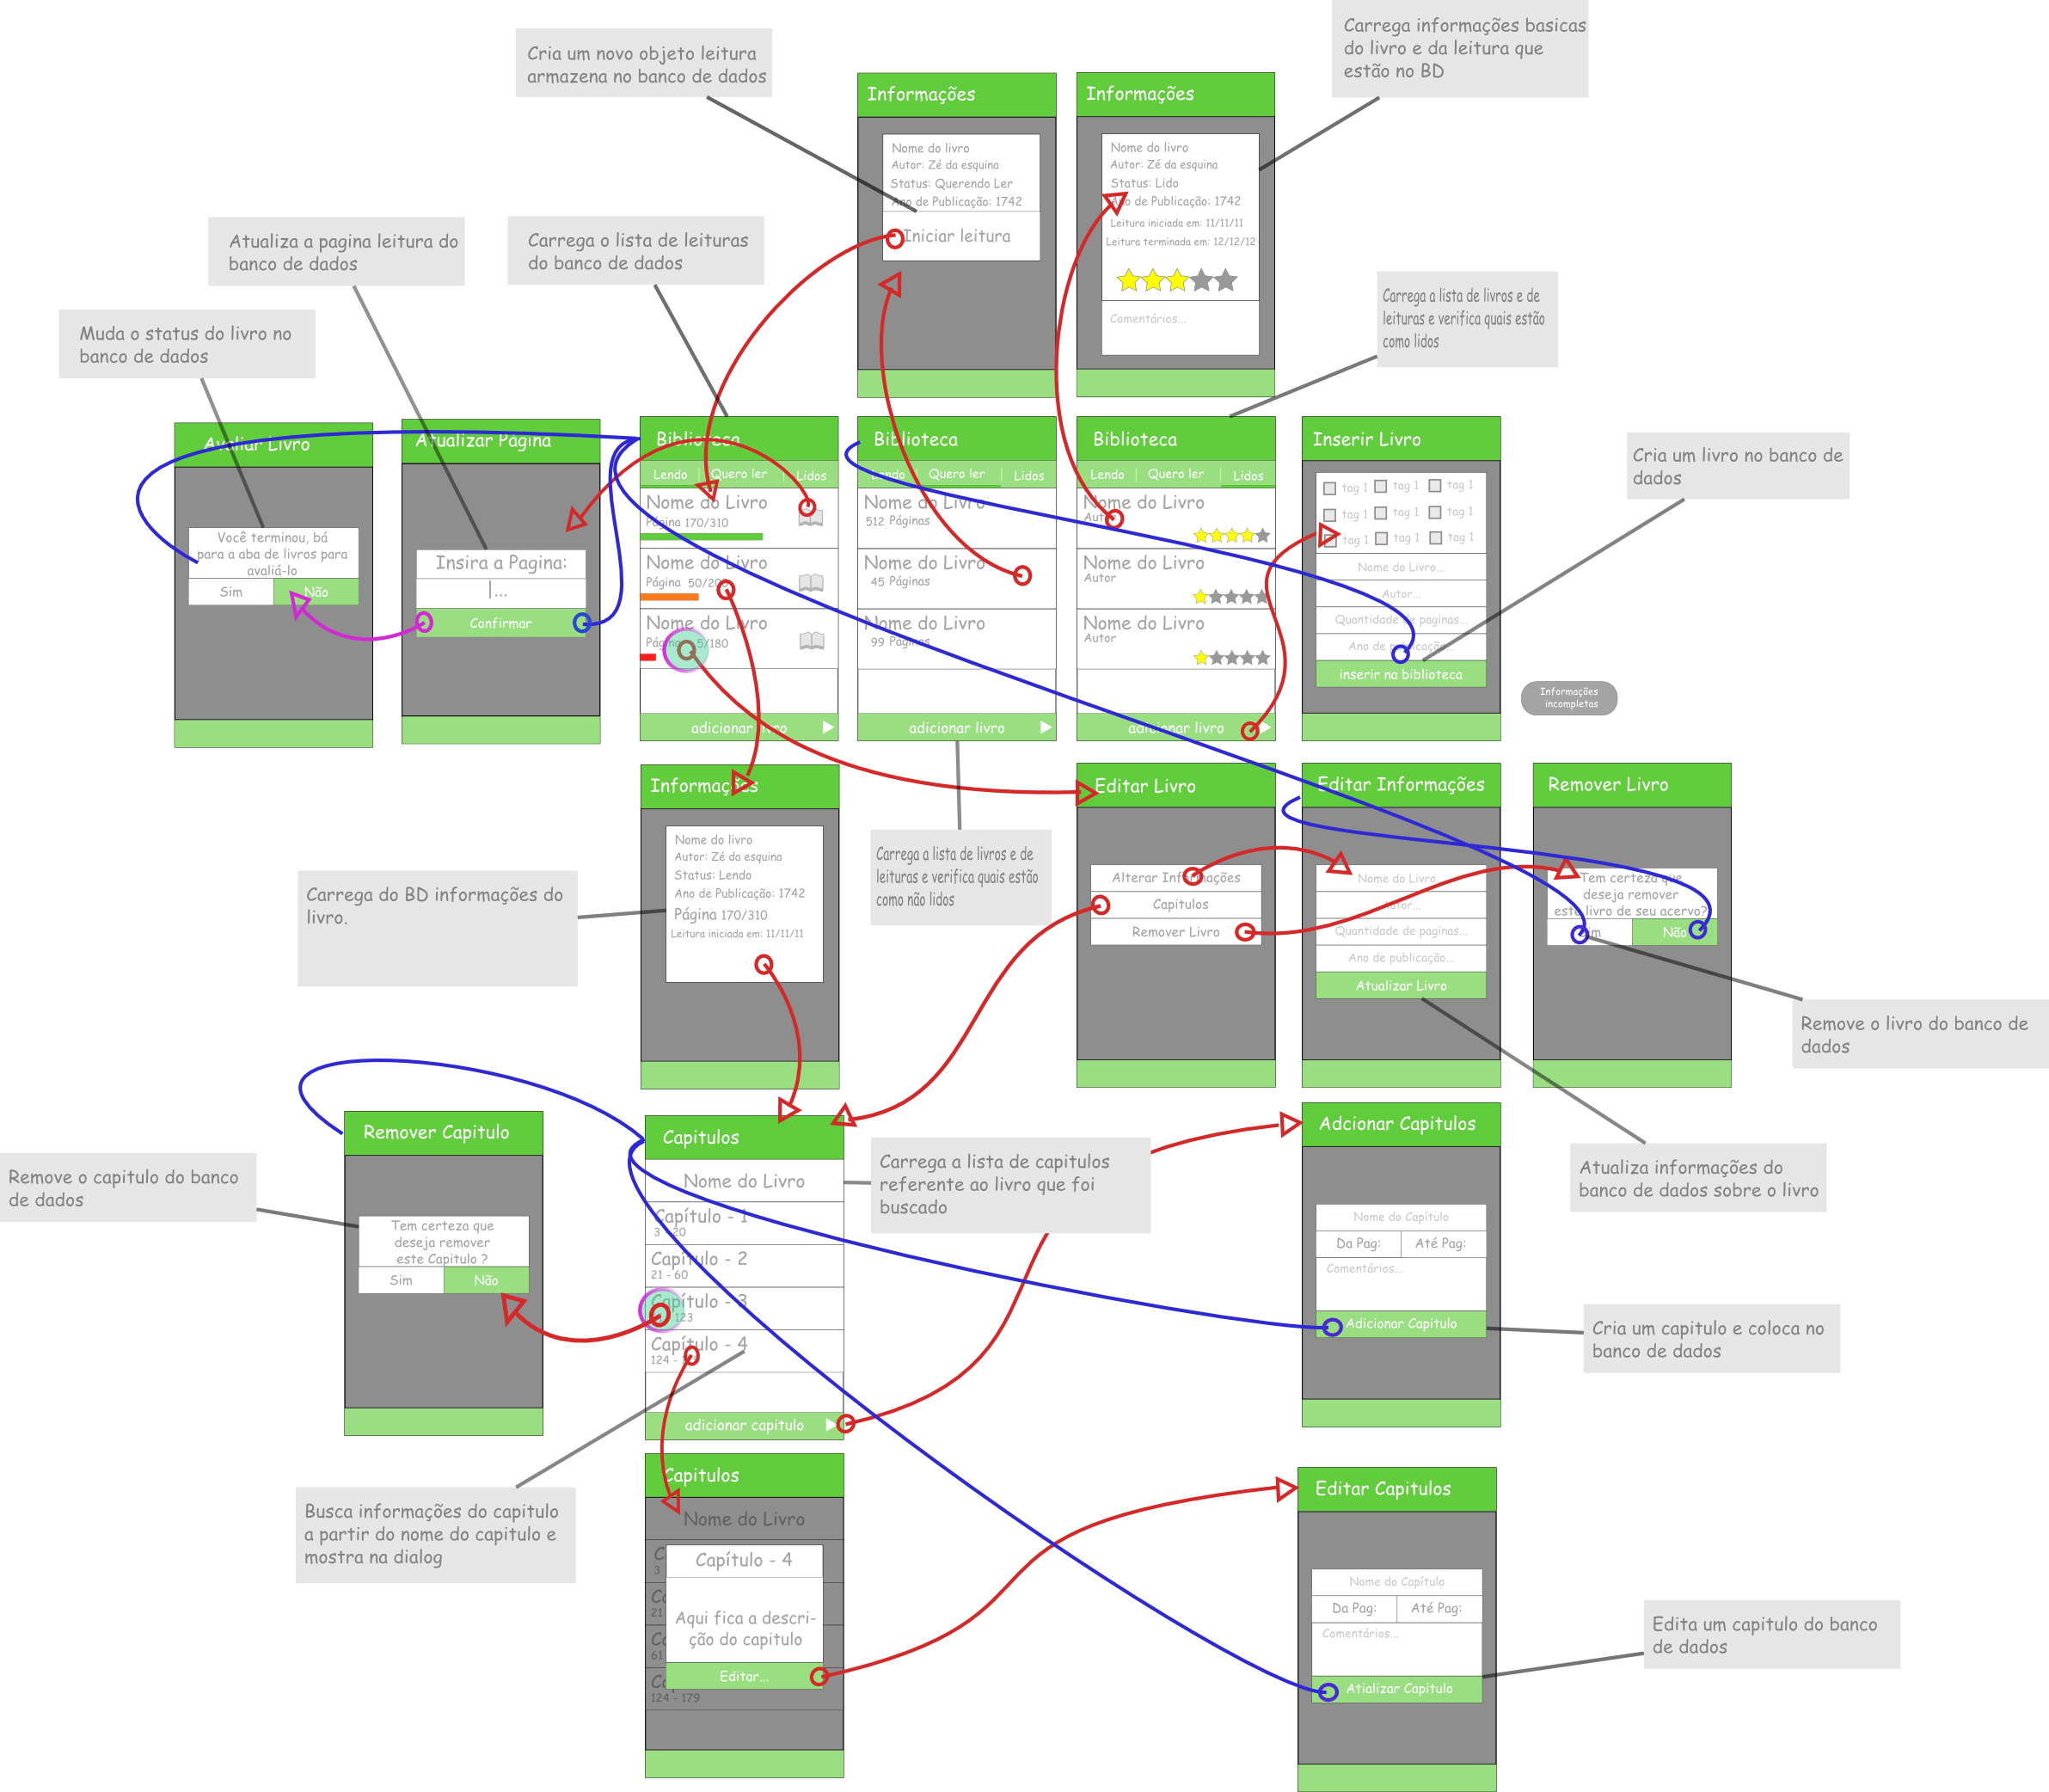 Cria um novo objeto leitura
armazena no banco de dados
Carrega informações basicas
do livro e da leitura que
estão no BD
Atualiza a pagina leitura do
banco de dados
Carrega o lista de leituras
do banco de dados
Muda o status do livro no
banco de dados
Informações
Nome do livro
Autor: Zé da esquina
Status: Querendo Ler
Ano de Publicação: 1742
Iniciar leitura
Informações
Nome do livro
Autor: Zé da esquina
Status: Lido
Ano de Publicação: 1742
Leitura iniciada em: 11/11/11
Leitura terminada em: 12/12/12
Comentários...
Carrega a lista de livros e de
leituras e verifica quais estão
como lidos
Cria um livro no banco de
dados
Avaliar Livro
Você terminou, bá
para a aba de livros para
avaliá-lo
Sim
Não
Atualizar Página
Insira a Pagina:
|...
Confirmar
Biblioteca
Lendo
Quero ler
Lidos
Nome do Livro
Página 170/310
Nome do Livro
Página 50/200
Nome do Livro
Página 5/180
adicionar livro
Biblioteca
Lendo
Quero ler
Lidos
Nome do Livro
512 Páginas
Nome do Livro
45 Páginas
Nome do Livro
99 Páginas
adicionar livro
Biblioteca
Lendo
Quero ler
Lidos
Nome do Livro
Autor
Nome do Livro
Autor
Nome do Livro
Autor
adicionar livro
Inserir Livro
tag 1
tag 1
tag 1
tag 1
tag 1
tag 1
tag 1
tag 1
tag 1
Nome do Livro...
Autor...
Quantidade de paginas...
Ano de publicação...
inserir na biblioteca
Informações
incompletas
Informações
Nome do livro
Autor: Zé da esquina
Status: Lendo
Ano de Publicação: 1742
Página 170/310
Leitura iniciada em: 11/11/11
Carrega do BD informações do
livro.
Carrega a lista de livros e de
leituras e verifica quais estão
como não lidos
Editar Livro
Alterar Informações
Capitulos
Remover Livro
Editar Informações
Nome do Livro
Autor...
Quantidade de paginas...
Ano de publicação...
Atualizar Livro
Remover Livro
Tem certeza que
deseja remover
este livro de seu acervo?
Sim
Não
Remove o livro do banco de
dados
Atualiza informações do
banco de dados sobre o livro
Remover Capitulo
Tem certeza que
deseja remover
este Capitulo ?
Sim
Não
Remove o capitulo do banco
de dados
Capitulos
Nome do Livro
Capítulo - 1
3 - 20
Capítulo - 2
21 - 60
Capítulo - 3
123
Capítulo - 4
124 -
adicionar capitulo
Carrega a lista de capitulos
referente ao livro que foi
buscado
Adcionar Capitulos
Nome do Capítulo
Da Pag:
Até Pag:
Comentários...
Adicionar Capitulo
Cria um capitulo e coloca no
banco de dados
Busca informações do capitulo
a partir do nome do capitulo e
mostra na dialog
Capitulos
Nome do Livro
C
3
Ca
21
Ca
61
Ca
124 - 179
Capítulo - 4
Aqui fica a descri-
ção do capitulo
Editar...
Editar Capitulos
Nome do Capítulo
Da Pag:
Até Pag:
Comentários...
Atializar Capitulo
Edita um capitulo do banco
de dados